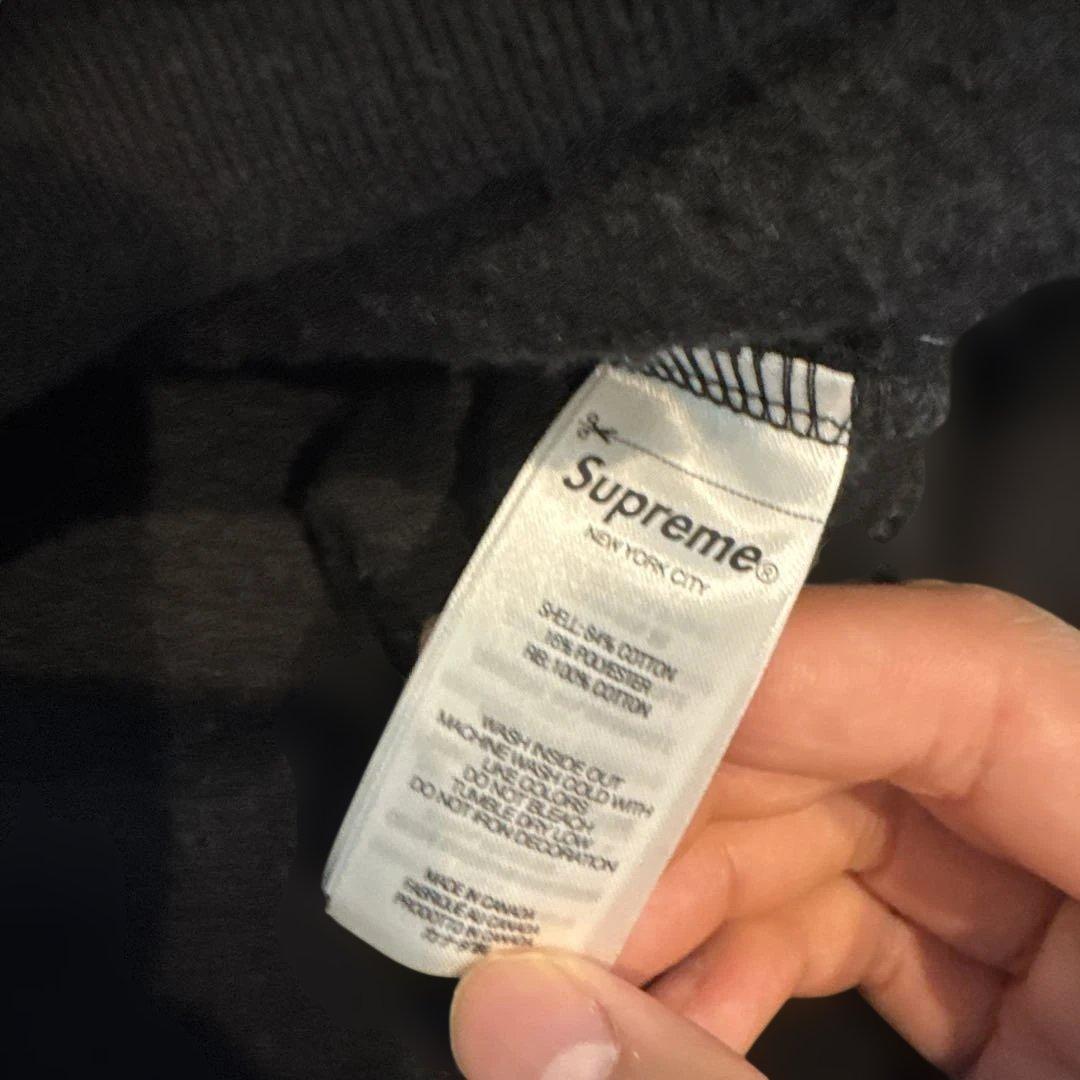 Supreme®
NEW YORK CITY
SHELL: 84% COTTON
16% POLYESTER
RIB: 100% COTTON
WASH INSIDE OUT
MACHINE WASH COLD WITH
LIKE COLORS
DO NOT BLEACH
TUMBLE DRY LOW
DO NOT IRON DECORATION
MADE IN CANADA
FABRIQUE AU CANADA
PRODOTTO IN CANADA